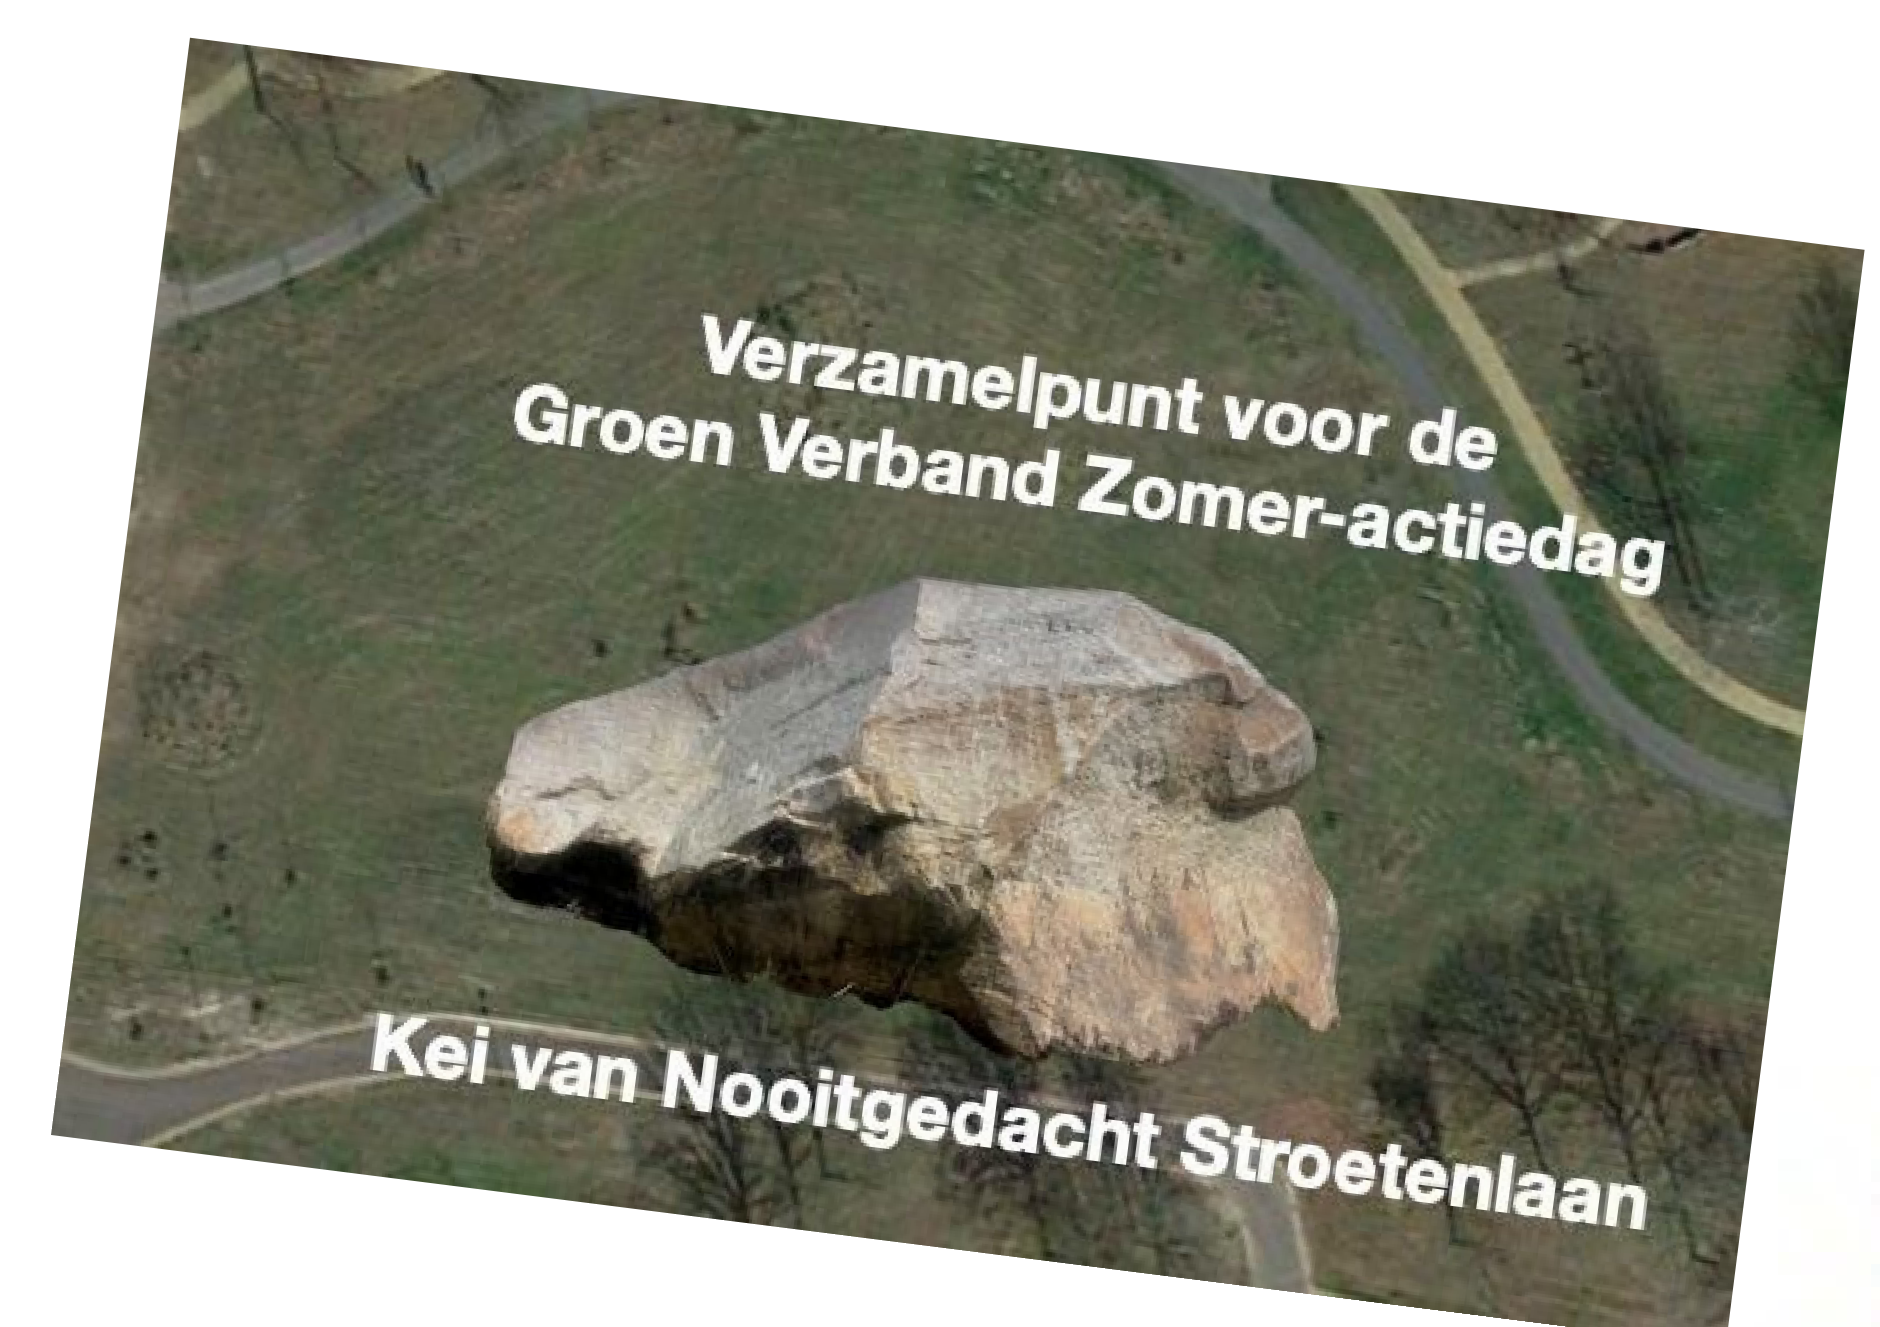 Verzamelpunt voor de
Groen Verband Zomer-actiedag
Kei van Nooitgedacht Stroetenlaan